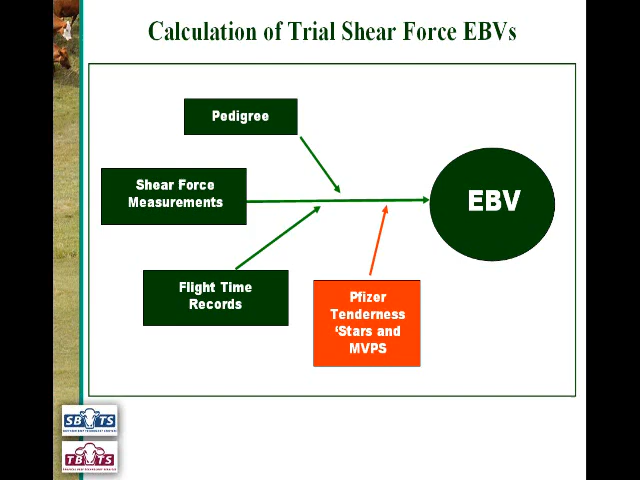 Calculation of Trial Shear Force EBVs
Pedigree
Shear Force
Measurements
EBV
Flight Time
Records
Pfizer
Tenderness
‘Stars and
MVPS
SBTS
TBTS